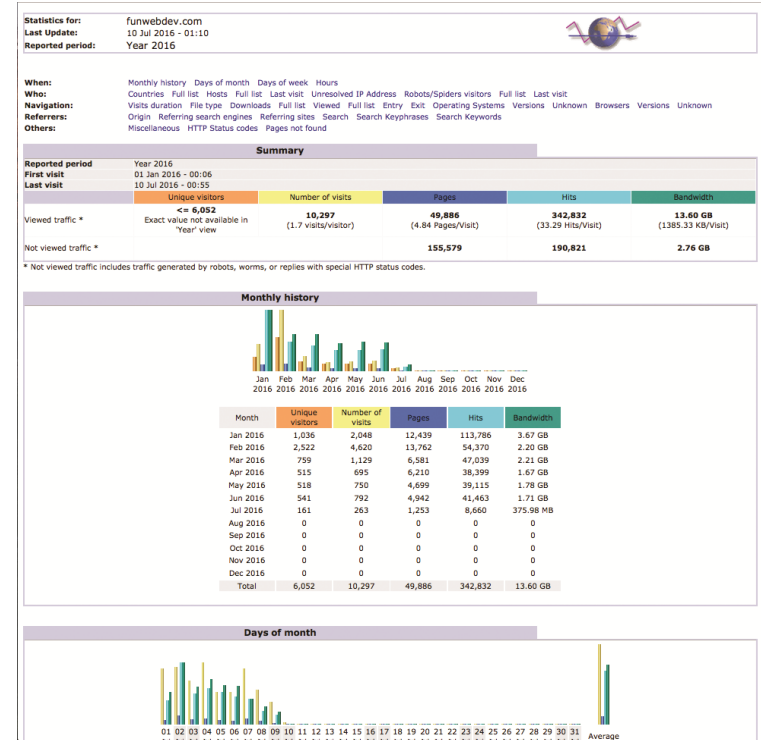 Statistics for: funwebdev.com
Last Update: 10 Jul 2016 - 01:10
Reported period: Year 2016
When: Monthly history Days of month Days of week Hours
Who: Countries Full list Hosts Full list Last visit Unresolved IP Address Robots/Spiders visitors Full list Last visit
Navigation: Visits duration File type Downloads Full list Viewed Full list Entry Exit Operating Systems Versions Unknown Browsers Versions Unknown
Referrers: Origin Referring search engines Referring sites Search Search Keyphrases Search Keywords
Others: Miscellaneous HTTP Status codes Pages not found
Summary
Reported period Year 2016
First visit 01 Jan 2016 - 00:06
Last visit 10 Jul 2016 - 00:55
Unique visitors Number of visits Pages Hits Bandwidth
Viewed traffic * <= 6,052 Exact value not available in 'Year' view 10,297 (1.7 visits/visitor) 49,886 (4.84 Pages/Visit) 342,832 (33.29 Hits/Visit) 13.60 GB (1385.33 KB/Visit)
Not viewed traffic * 155,579 190,821 2.76 GB
* Not viewed traffic includes traffic generated by robots, worms, or replies with special HTTP status codes.
Monthly history
Jan Feb Mar Apr May Jun Jul Aug Sep Oct Nov Dec
2016 2016 2016 2016 2016 2016 2016 2016 2016 2016 2016 2016
Month Unique visitors Number of visits Pages Hits Bandwidth
Jan 2016 1,036 2,048 12,439 113,786 3.67 GB
Feb 2016 2,522 4,620 13,762 54,370 2.20 GB
Mar 2016 759 1,129 6,581 47,039 2.21 GB
Apr 2016 515 695 6,210 38,399 1.67 GB
May 2016 518 750 4,699 39,115 1.78 GB
Jun 2016 541 792 4,942 41,463 1.71 GB
Jul 2016 161 263 1,253 8,660 375.98 MB
Aug 2016 0 0 0 0 0
Sep 2016 0 0 0 0 0
Oct 2016 0 0 0 0 0
Nov 2016 0 0 0 0 0
Dec 2016 0 0 0 0 0
Total 6,052 10,297 49,886 342,832 13.60 GB
Days of month
01 02 03 04 05 06 07 08 09 10 11 12 13 14 15 16 17 18 19 20 21 22 23 24 25 26 27 28 29 30 31 Average